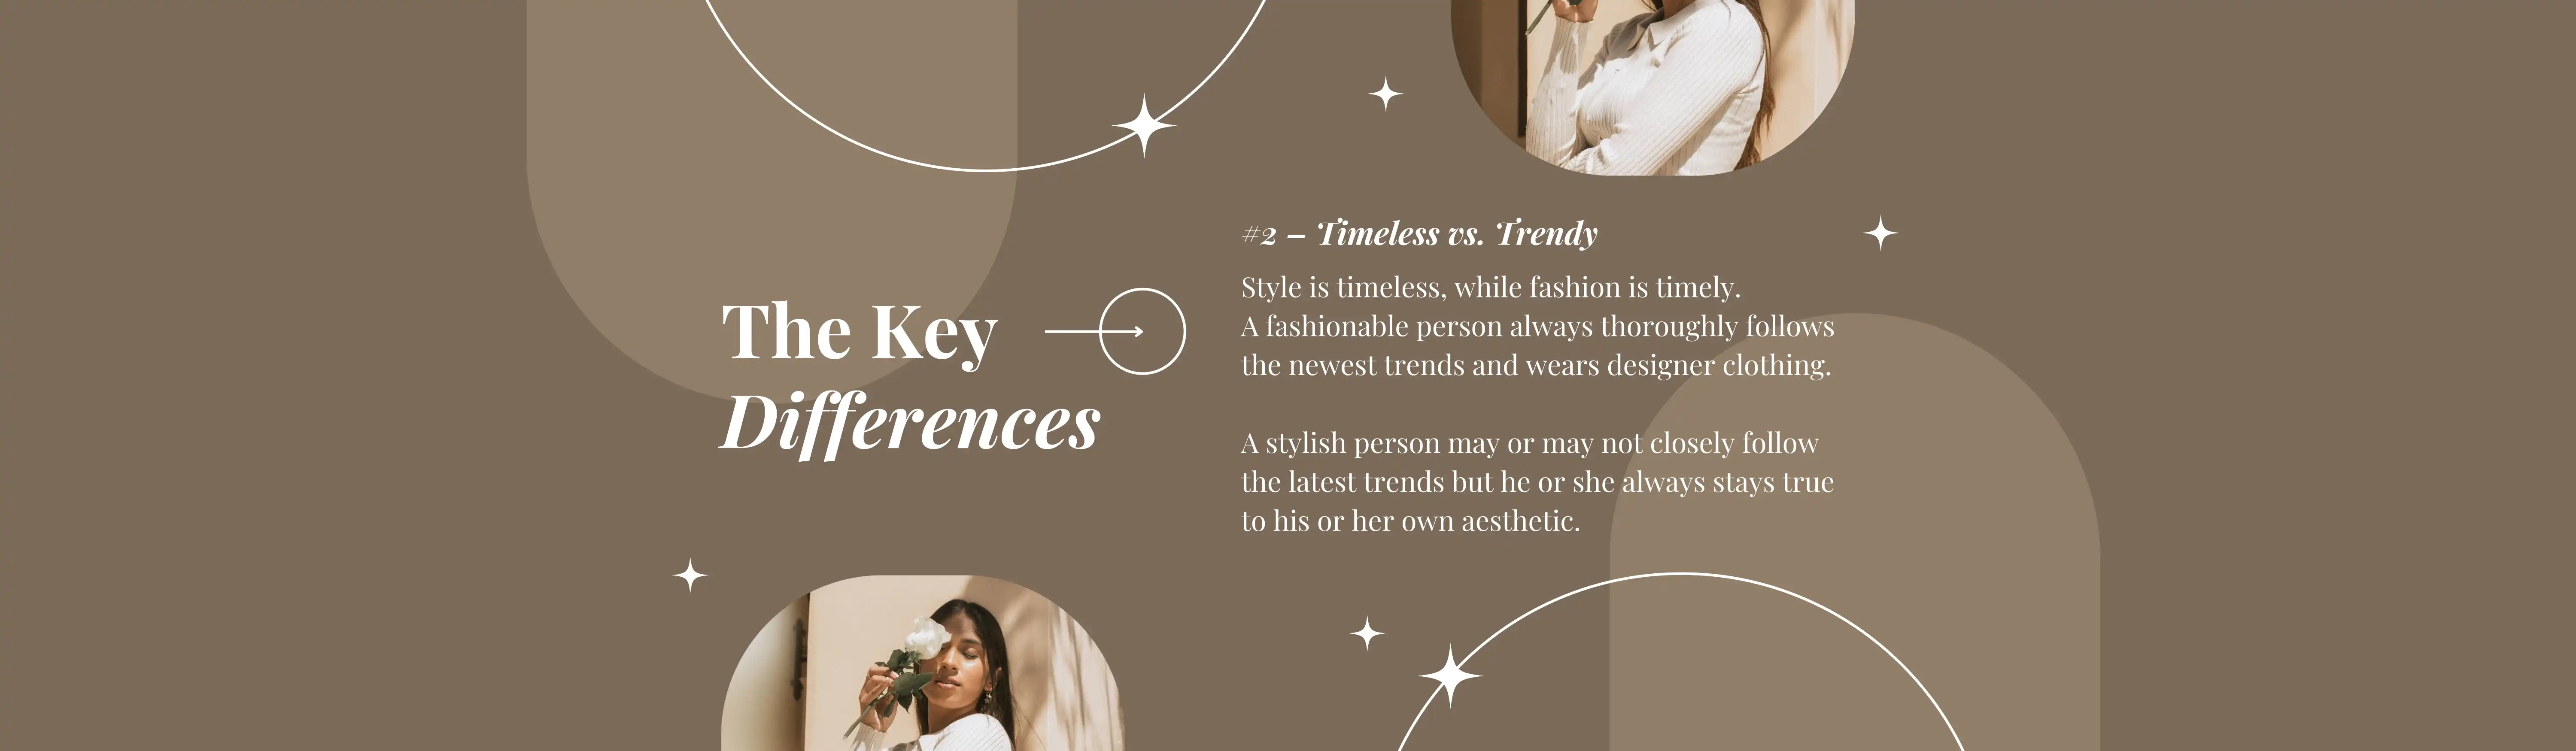 The Key
Differences
#2 – Timeless vs. Trendy
Style is timeless, while fashion is timely.
A fashionable person always thoroughly follows
the newest trends and wears designer clothing.
A stylish person may or may not closely follow
the latest trends but he or she always stays true
to his or her own aesthetic.